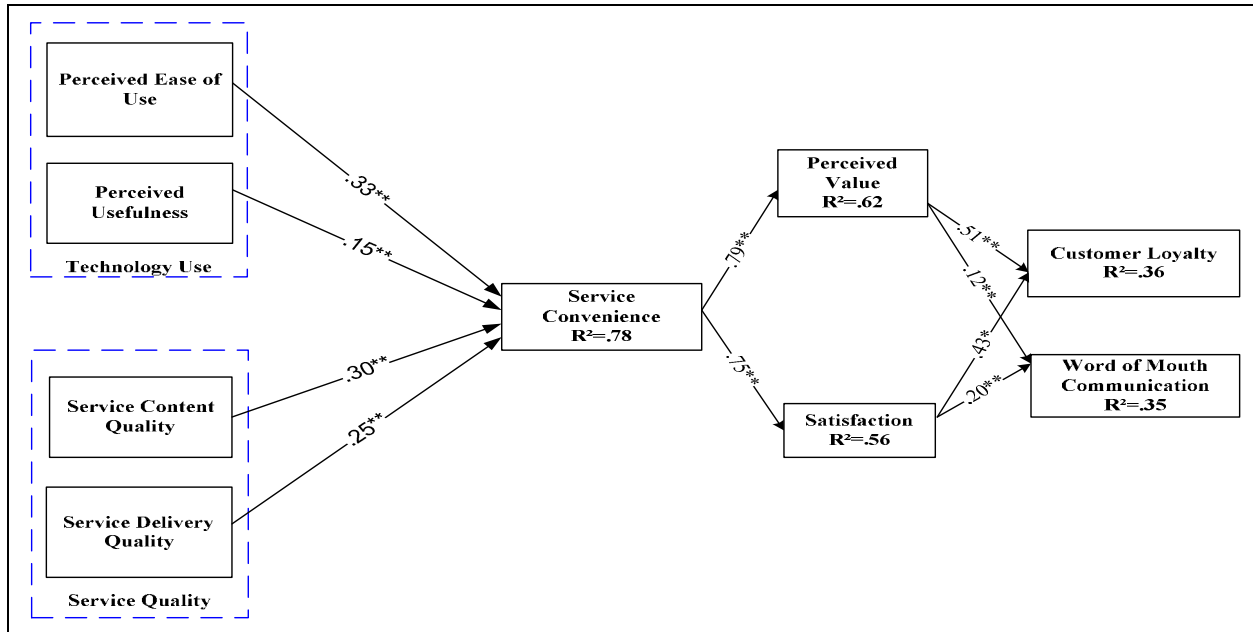 Perceived Ease of
Use
Perceived
Usefulness
Technology Use
.33**
.15**
Service Content
Quality
Service Delivery
Quality
Service Quality
.30**
.25**
Service
Convenience
R²=.78
.79**
.75**
Perceived
Value
R²=.62
Satisfaction
R²=.56
.51**
.12**
.43*
.20**
Customer Loyalty
R²=.36
Word of Mouth
Communication
R²=.35